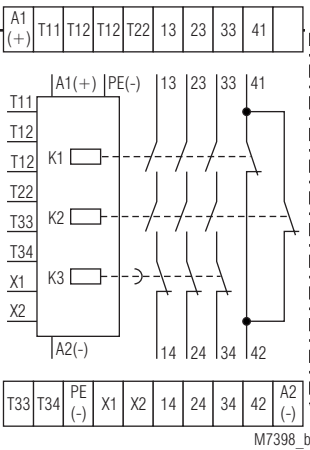 A1 (+) T11 T12 T12 T22 13 23 33 41
A1(+) PE(-) 13 23 33 41
T11
T12
T12
K1
T22
K2
T33
T34
K3
X1
X2
A2(-) 14 24 34 42
T33 T34 PE (-) X1 X2 14 24 34 42 A2 (-)
M7398_b